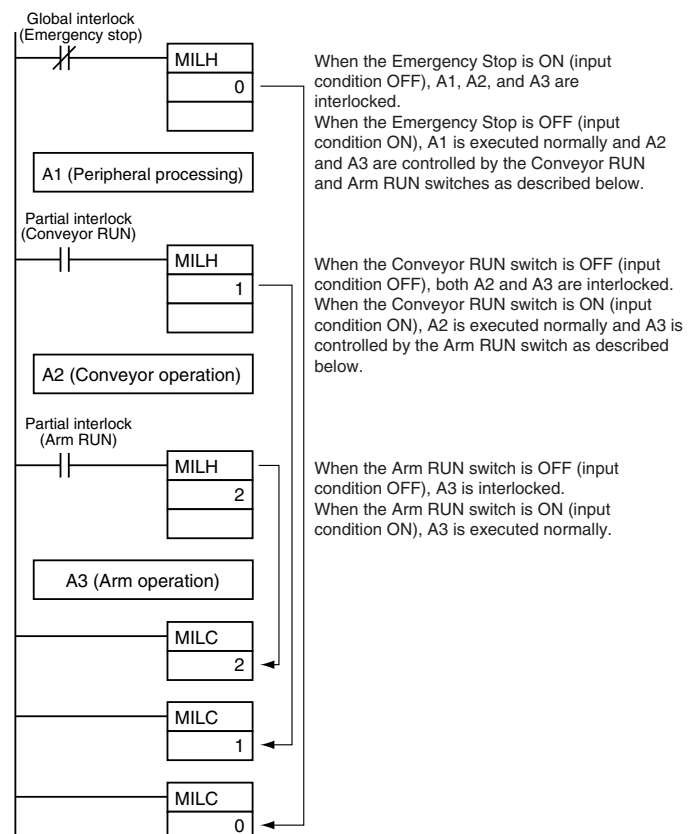 Global interlock
(Emergency stop)
MILH
0
When the Emergency Stop is ON (input
condition OFF), A1, A2, and A3 are
interlocked.
When the Emergency Stop is OFF (input
condition ON), A1 is executed normally and A2
and A3 are controlled by the Conveyor RUN
and Arm RUN switches as described below.
A1 (Peripheral processing)
Partial interlock
(Conveyor RUN)
MILH
1
When the Conveyor RUN switch is OFF (input
condition OFF), both A2 and A3 are interlocked.
When the Conveyor RUN switch is ON (input
condition ON), A2 is executed normally and A3 is
controlled by the Arm RUN switch as described
below.
A2 (Conveyor operation)
Partial interlock
(Arm RUN)
MILH
2
When the Arm RUN switch is OFF (input
condition OFF), A3 is interlocked.
When the Arm RUN switch is ON (input
condition ON), A3 is executed normally.
A3 (Arm operation)
MILC
2
MILC
1
MILC
0